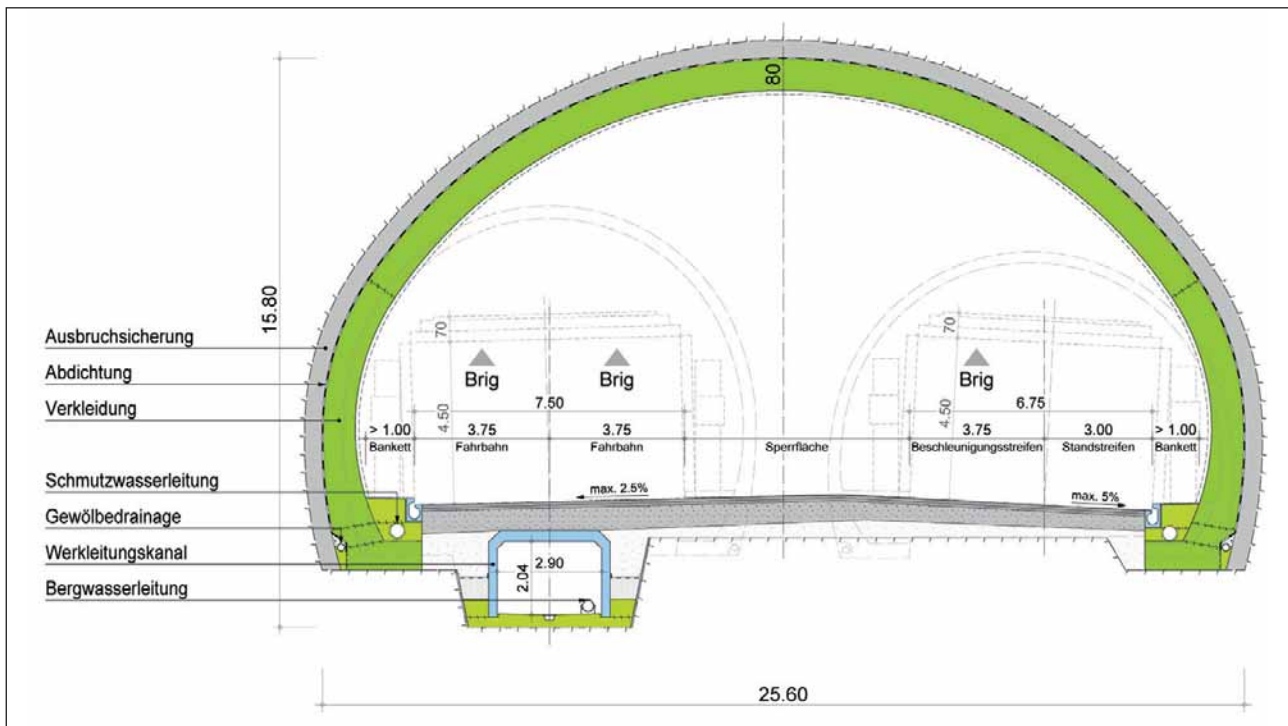 80
15.80
Ausbruchsicherung
Abdichtung
Verkleidung
Schmutzwasserleitung
Gewölbedrainage
Werkleitungskanal
Bergwasserleitung
70
70
Brig
Brig
Brig
7.50
6.75
4.50
4.50
> 1.00
3.75
3.75
3.75
3.00
> 1.00
Bankett
Fahrbahn
Fahrbahn
Sperrfläche
Beschleunigungsstreifen
Standstreifen
Bankett
max. 2.5%
max. 5%
2.90
2.04
25.60